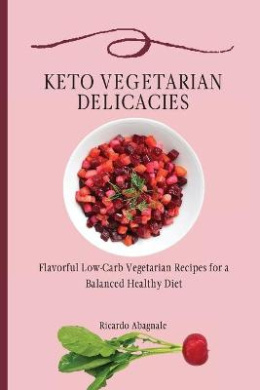 KETO VEGETARIAN
DELICACIES
Flavorful Low-Carb Vegetarian Recipes for a
Balanced Healthy Diet
Ricardo Abagnale